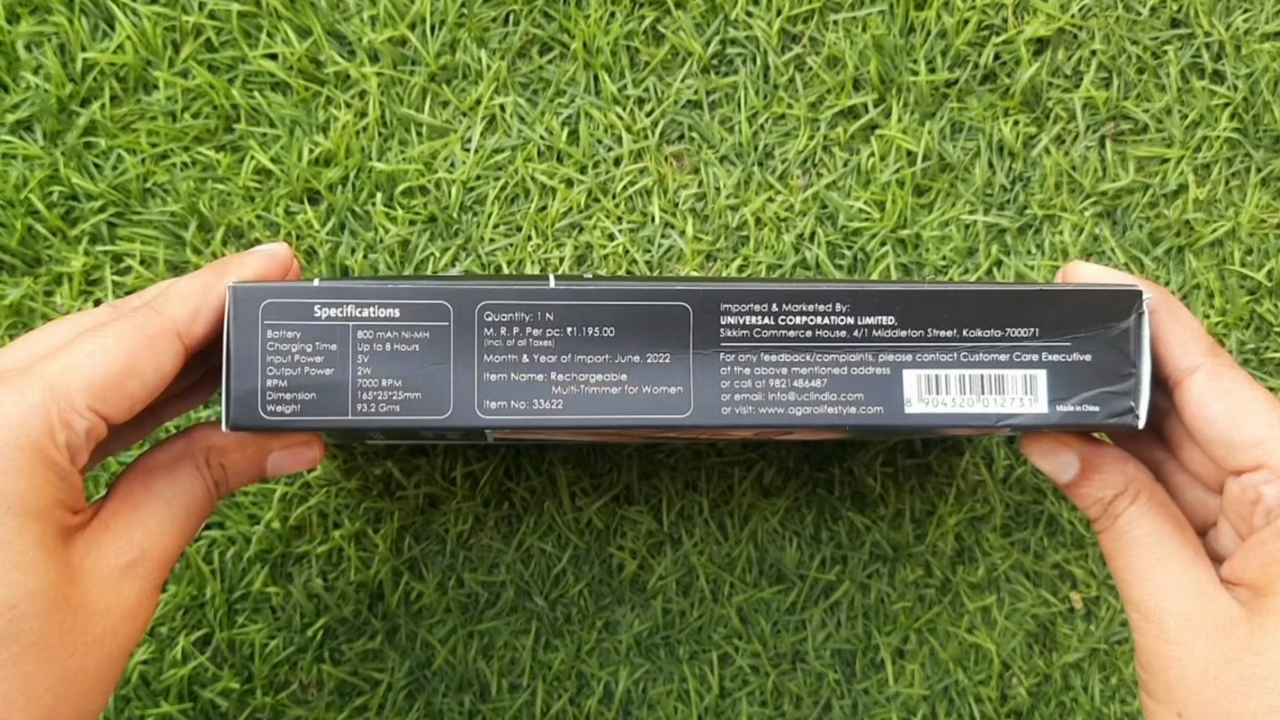 Specifications
Battery 800 mAh Ni-MH
Charging Time Up to 8 Hours
Input Power 5V
Output Power 2W
RPM 7000 RPM
Dimension 165*25*25mm
Weight 93.2 Gms
Quantity: 1 N
M. R. P. Per pc: ₹1,195.00
(Incl. of all Taxes)
Month & Year of Import: June, 2022
Item Name: Rechargeable
Multi-Trimmer for Women
Item No: 33622
Imported & Marketed By:
UNIVERSAL CORPORATION LIMITED,
Sikkim Commerce House, 4/1 Middleton Street, Kolkata-700071
For any feedback/complaints, please contact Customer Care Executive
at the above mentioned address
or call at 9821486487
or email: info@uclindia.com
or visit: www.agarolifestyle.com
8 904320 012731
Made in China